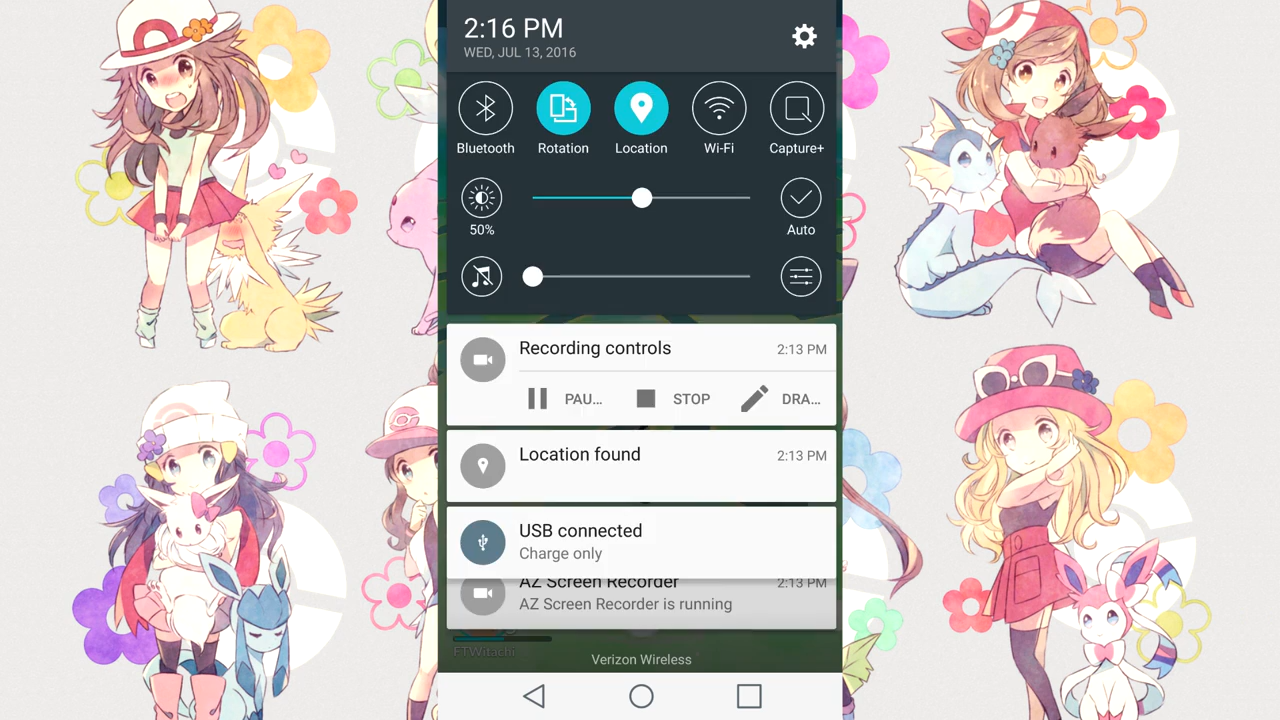 2:16 PM
WED, JUL 13, 2016
Bluetooth
Rotation
Location
Wi-Fi
Capture+
50%
Auto
Recording controls
2:13 PM
PAU...
STOP
DRA...
Location found
2:13 PM
USB connected
Charge only
AZ Screen Recorder
2:13 PM
AZ Screen Recorder is running
FTWitachi
Verizon Wireless